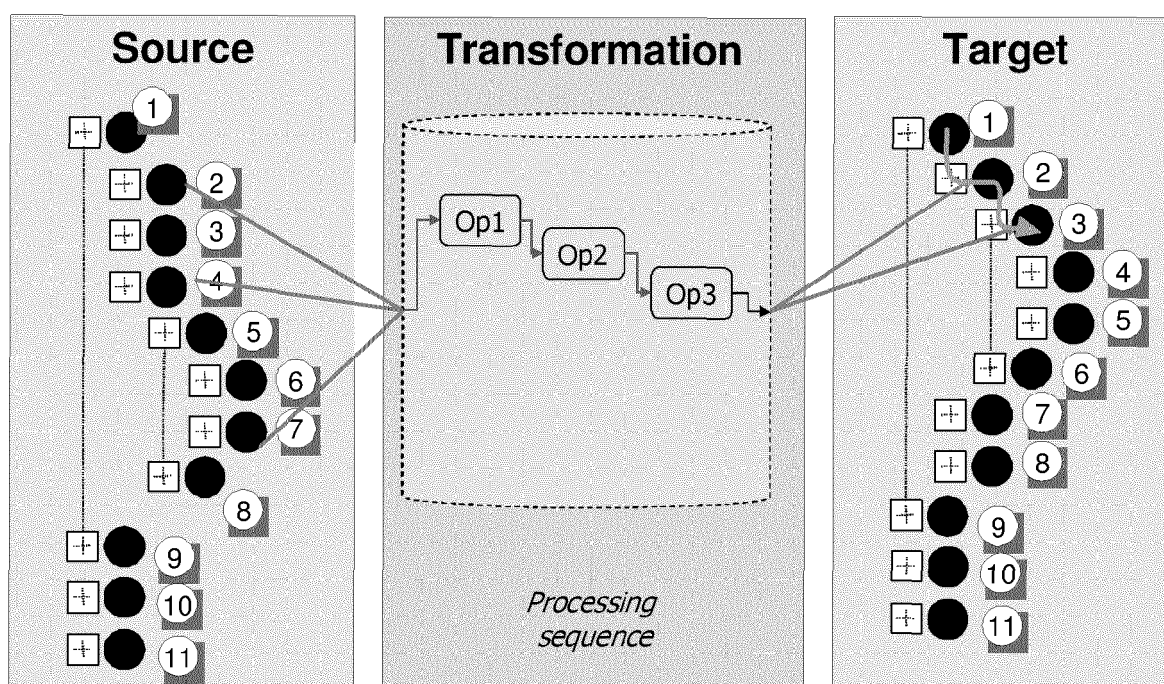 Source
Transformation
Target
1
2
3
4
5
6
7
8
9
10
11
Op1
Op2
Op3
Processing
sequence
1
2
3
4
5
6
7
8
9
10
11